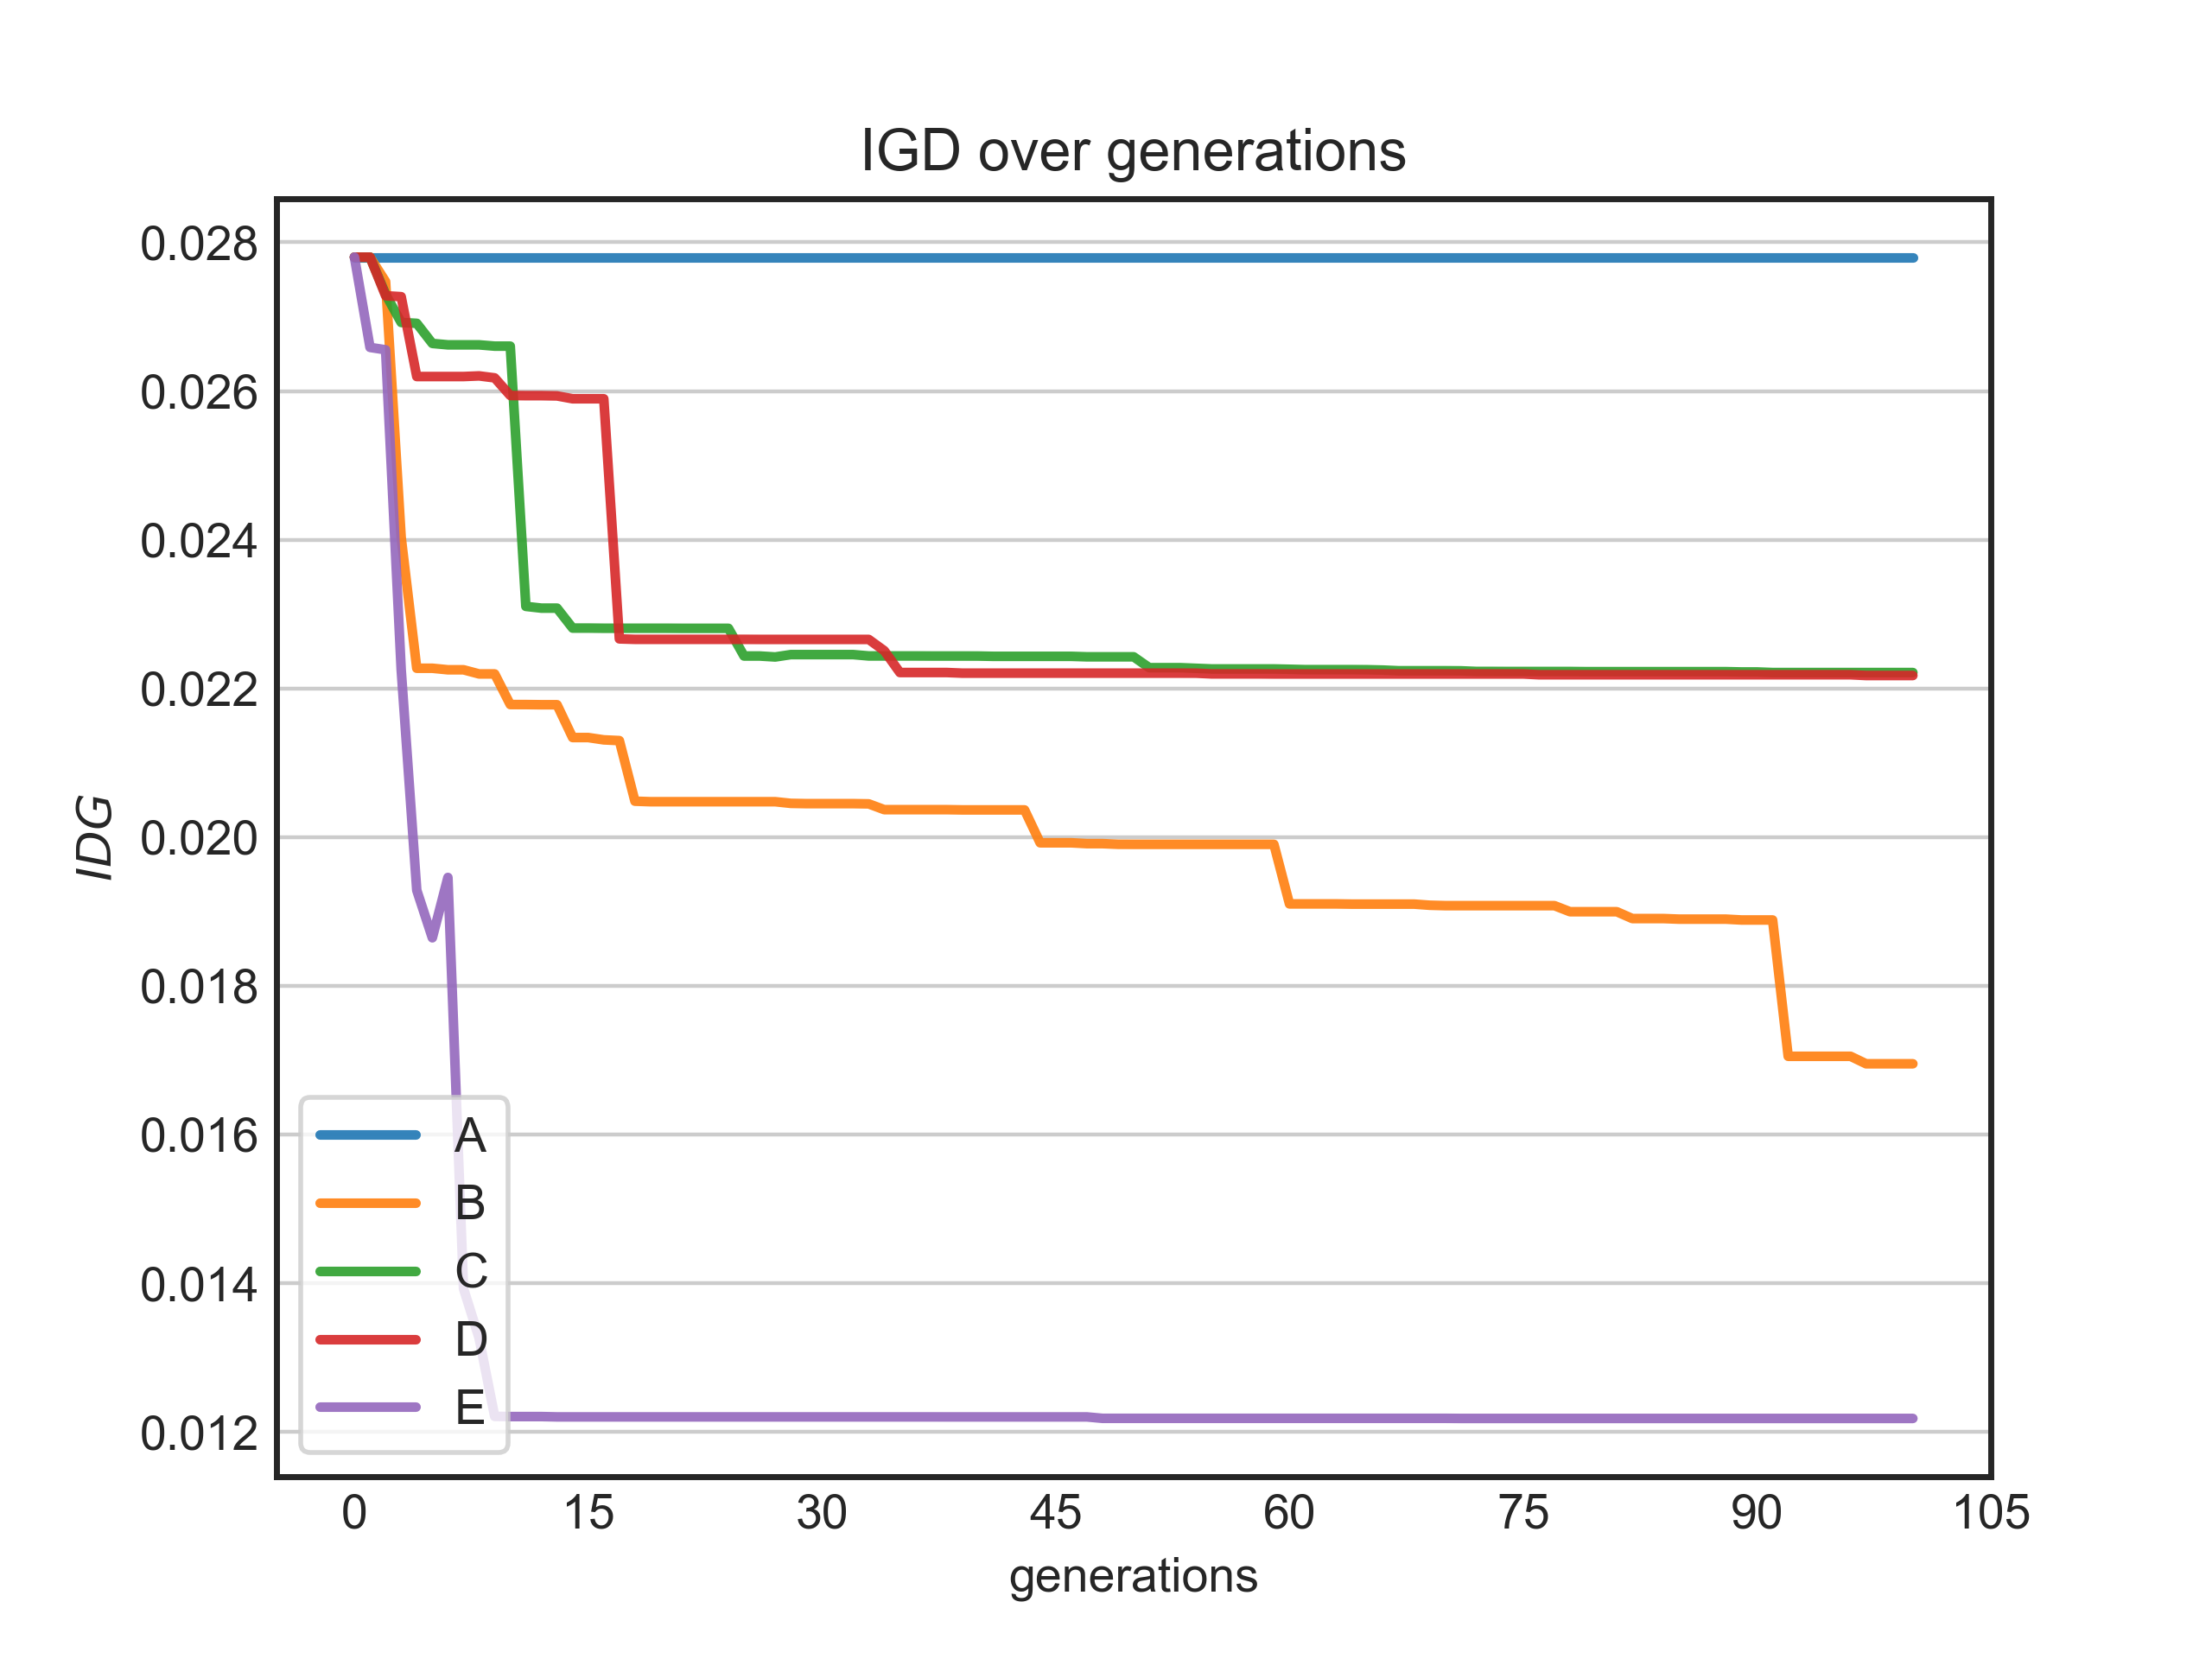 IGD over generations
0.028
0.026
0.024
0.022
0.020
0.018
0.016
0.014
0.012
IDG
A
B
C
D
E
0 15 30 45 60 75 90 105
generations